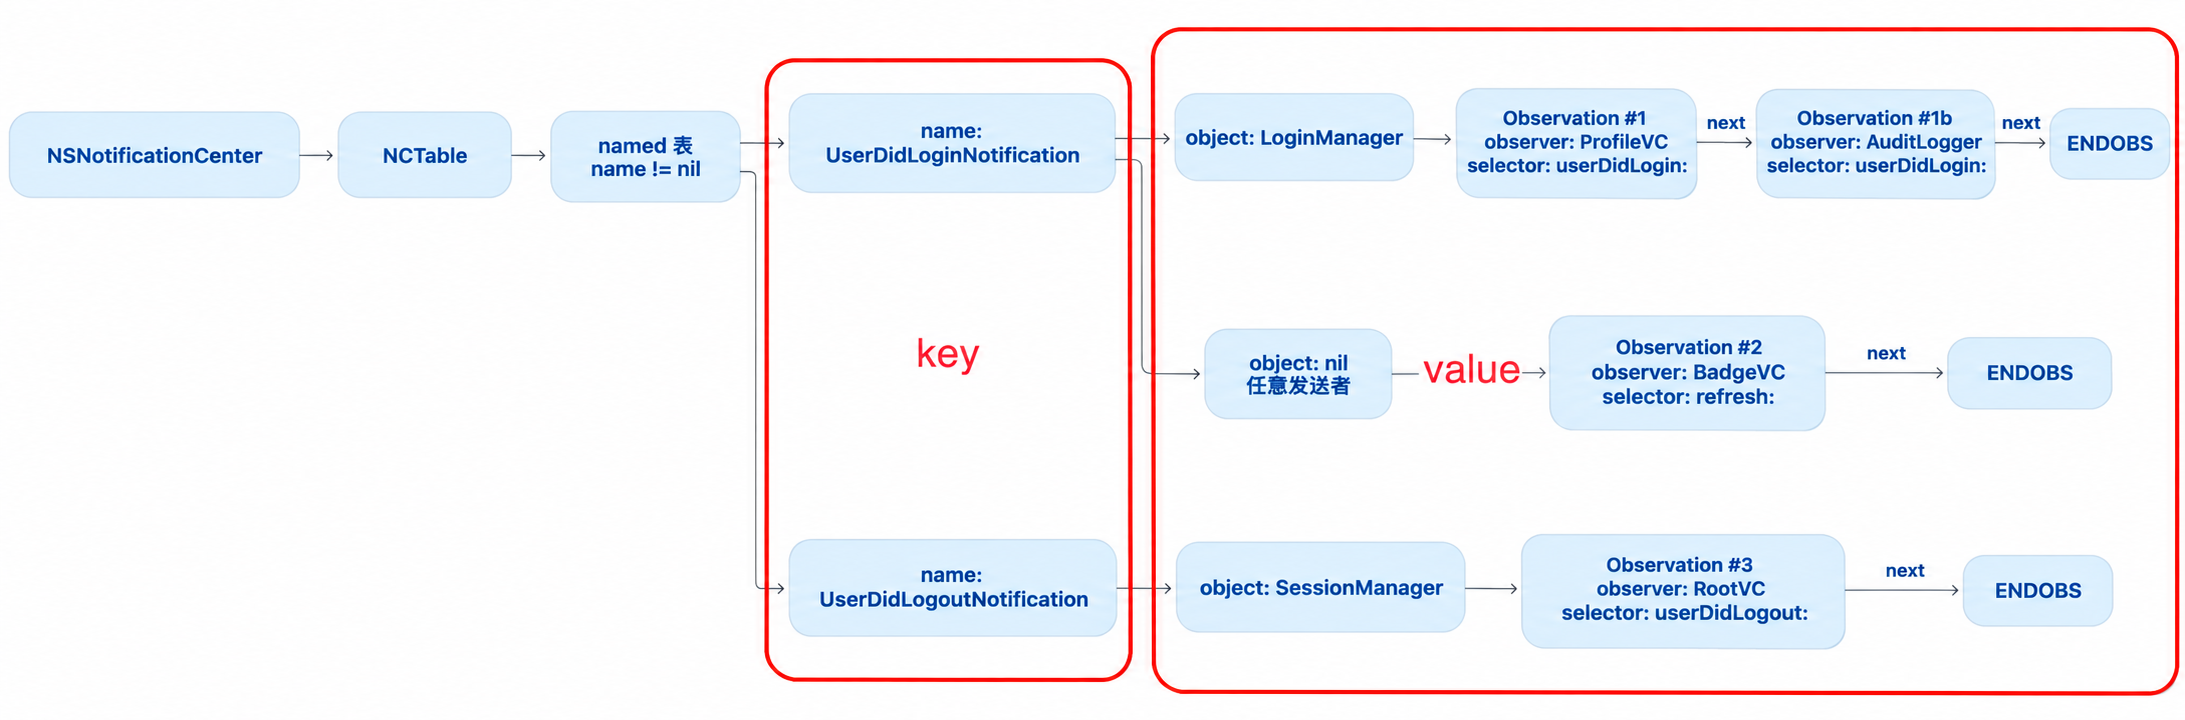 NSNotificationCenter
NCTable
named 表
name != nil
name:
UserDidLoginNotification
object: LoginManager
Observation #1
observer: ProfileVC
selector: userDidLogin:
next
Observation #1b
observer: AuditLogger
selector: userDidLogin:
next
ENDOBS
key
object: nil
任意发送者
value
Observation #2
observer: BadgeVC
selector: refresh:
next
ENDOBS
name:
UserDidLogoutNotification
object: SessionManager
Observation #3
observer: RootVC
selector: userDidLogout:
next
ENDOBS